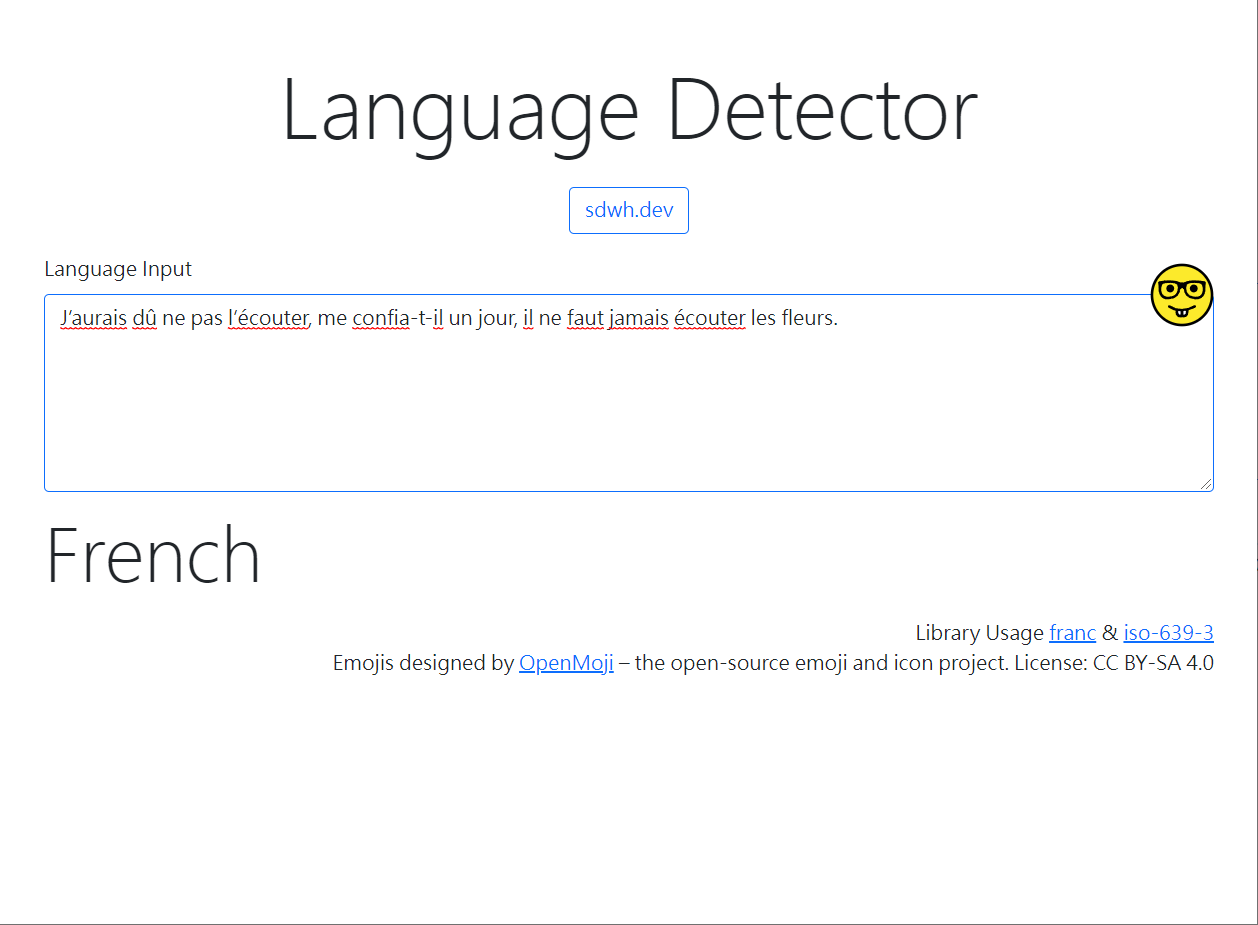 Language Detector
sdwh.dev
Language Input
J’aurais dû ne pas l’écouter, me confia-t-il un jour, il ne faut jamais écouter les fleurs.
French
Library Usage franc & iso-639-3
Emojis designed by OpenMoji – the open-source emoji and icon project. License: CC BY-SA 4.0